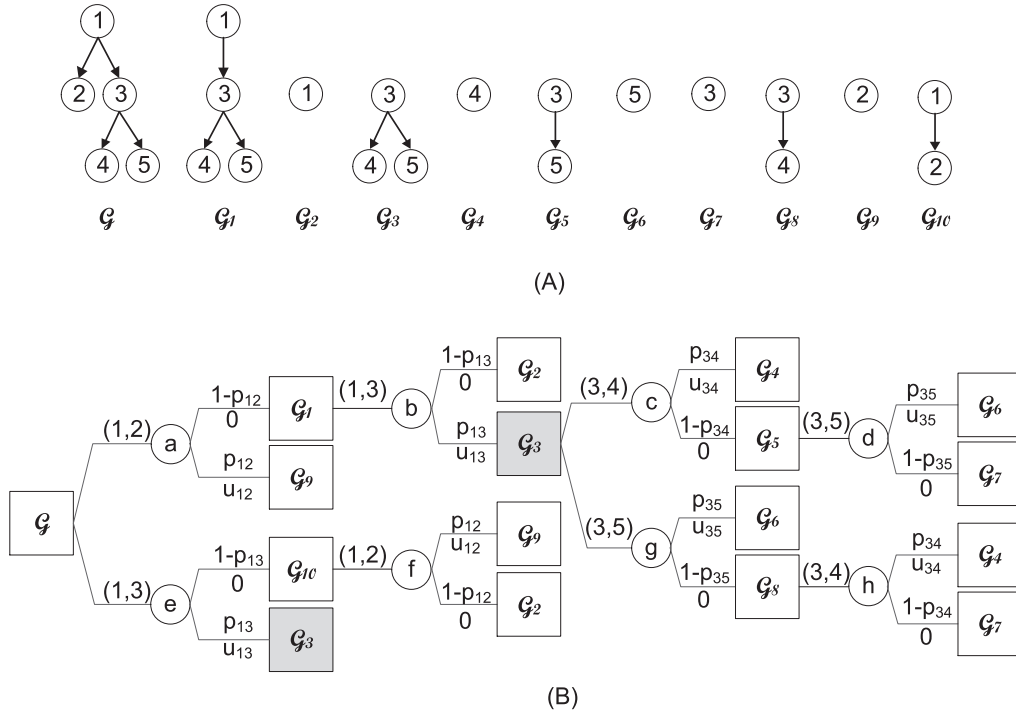 1 1
2 3 3 1 3 4 3 5 3 3 2 1
4 5 4 5 4 5 5 4 2
𝒢 𝒢1 𝒢2 𝒢3 𝒢4 𝒢5 𝒢6 𝒢7 𝒢8 𝒢9 𝒢10
(A)
1-p13
0
𝒢2
p34
u34
𝒢4
(1,2)
a
1-p12
0
𝒢1
(1,3)
b
p13
u13
𝒢3
(3,4)
c
1-p34
0
𝒢5
(3,5)
d
p35
u35
𝒢6
p12
u12
𝒢9
1-p35
0
𝒢7
𝒢
(1,3)
e
1-p13
0
𝒢10
(1,2)
f
p12
u12
𝒢9
(3,5)
g
p35
u35
𝒢6
p13
u13
𝒢3
1-p12
0
𝒢2
1-p35
0
𝒢8
(3,4)
h
p34
u34
𝒢4
1-p34
0
𝒢7
(B)